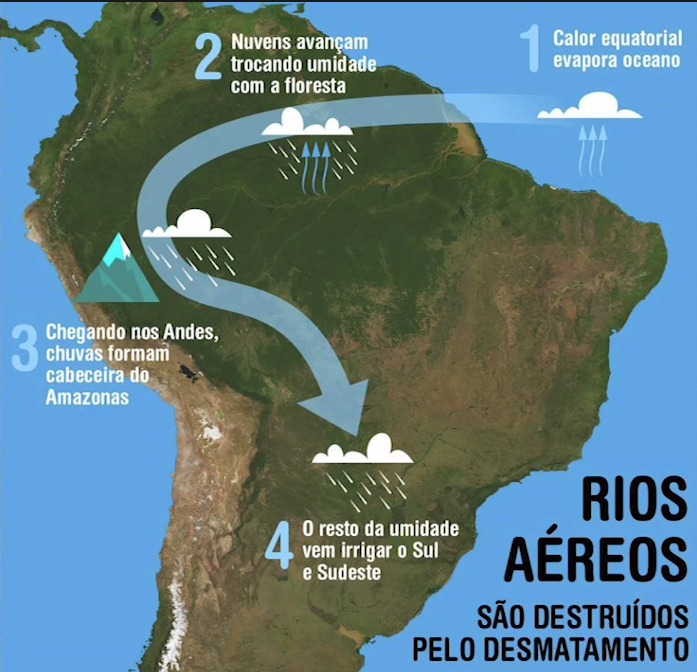 1 Calor equatorial
evapora oceano
2 Nuvens avançam
trocando umidade
com a floresta
3 Chegando nos Andes,
chuvas formam
cabeceira do
Amazonas
4 O resto da umidade
vem irrigar o Sul
e Sudeste
RIOS
AÉREOS
SÃO DESTRUÍDOS
PELO DESMATAMENTO